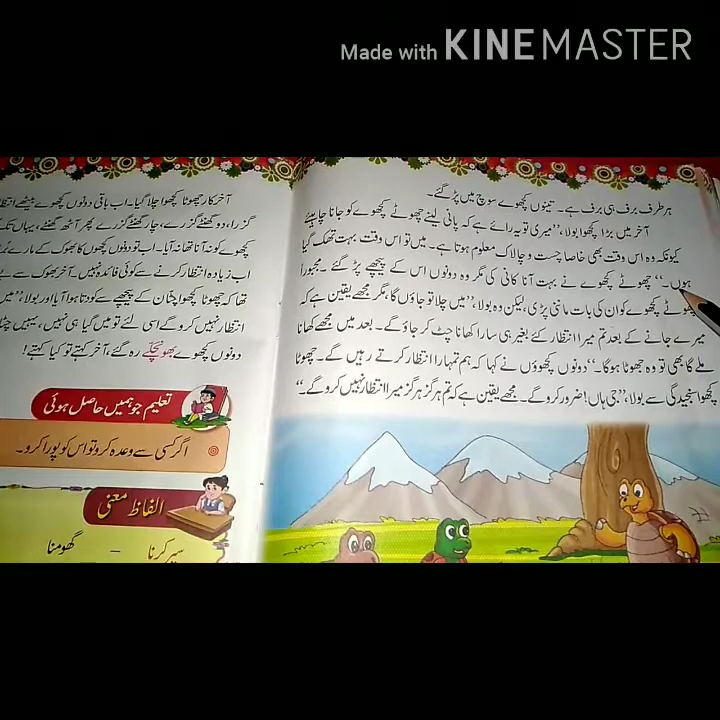 Made with KINEMASTER
ہر طرف برف ہی برف ہے۔ تینوں کچھوے سوچ میں پڑ گئے۔
آخر میں بڑا کچھوا بولا، ”میری تو یہ رائے ہے کہ پانی لینے چھوٹے کچھوے کو جانا چاہیئے
کیونکہ وہ اس وقت بھی خاصا چست و چالاک معلوم ہوتا ہے۔ میں تو اس وقت بہت تھک گیا
ہوں۔“ چھوٹے کچھوے نے بہت آنا کانی کی مگر وہ دونوں اس کے پیچھے پڑ گئے۔ مجبوراً
چھوٹے کچھوے کو ان کی بات ماننی پڑی، لیکن وہ بولا، ”میں چلا تو جاؤں گا، مگر مجھے یقین ہے کہ
میرے جانے کے بعد تم میرا انتظار کئے بغیر ہی سارا کھانا چٹ کر جاؤ گے۔ بعد میں مجھے کھانا
ملے گا بھی تو وہ جھوٹا ہوگا۔“ دونوں کچھوؤں نے کہا کہ ہم تمہارا انتظار کرتے رہیں گے۔ چھوٹا
کچھوا سنجیدگی سے بولا، ”جی ہاں! ضرور کرو گے۔ مجھے یقین ہے کہ تم ہرگز ہرگز میرا انتظار نہیں کرو گے۔“
آخر کار چھوٹا کچھوا چلا گیا۔ اب باقی دونوں کچھوے بیٹھے
گزرا، دو گھنٹے گزرے، چار گھنٹے گزرے پھر آٹھ گھنٹے، یہاں تک
کچھوے کو نہ آنا تھا نہ آیا۔ اب تو دونوں کچھوں کا بھوک کے مارے
اب زیادہ انتظار کرنے سے کوئی فائدہ نہیں۔ آخر بھوک سے
تھا کہ چھوٹا کچھوا چٹان کے پیچھے سے کودتا ہوا آیا اور بولا، ”میں
انتظار نہیں کرو گے اسی لئے تو میں گیا ہی نہیں، یہیں
دونوں کچھوے بھونچکے رہ گئے، آخر کہتے تو کیا کہتے!
تعلیم جو ہمیں حاصل ہوئی
اگر کسی سے وعدہ کرو تو اس کو پورا کرو۔
الفاظ معنی
سیر کرنا – گھومنا